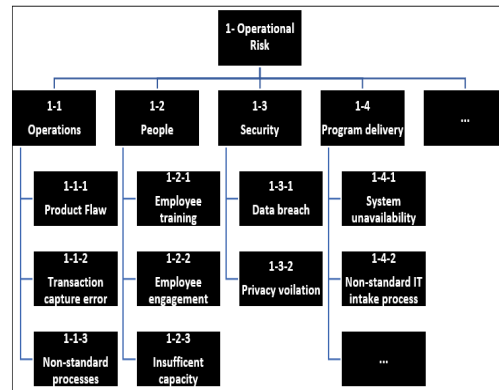 1- Operational
Risk
1-1
Operations
1-2
People
1-3
Security
1-4
Program delivery
...
1-1-1
Product Flaw
1-1-2
Transaction
capture error
1-1-3
Non-standard
processes
1-2-1
Employee
training
1-2-2
Employee
engagement
1-2-3
Insufficent
capacity
1-3-1
Data breach
1-3-2
Privacy voilation
1-4-1
System
unavailability
1-4-2
Non-standard IT
intake process
...